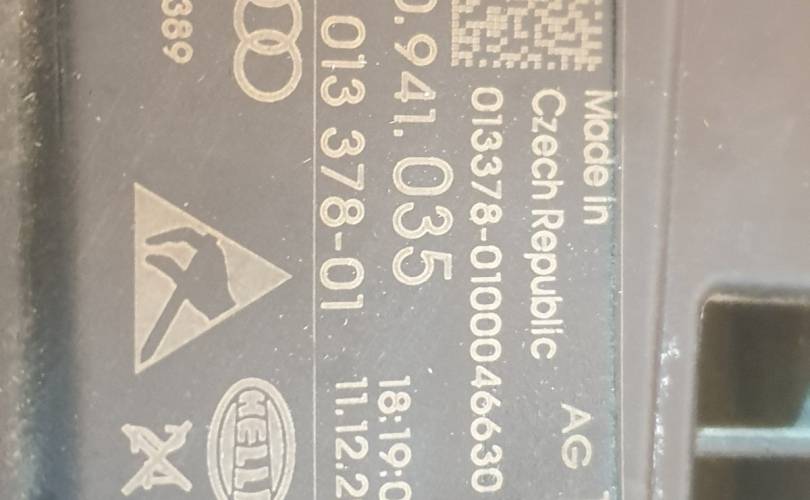 Made in
Czech Republic AG
013378-01000046630
0.941.035 18:19:0
013 378-01 11.12.2
389